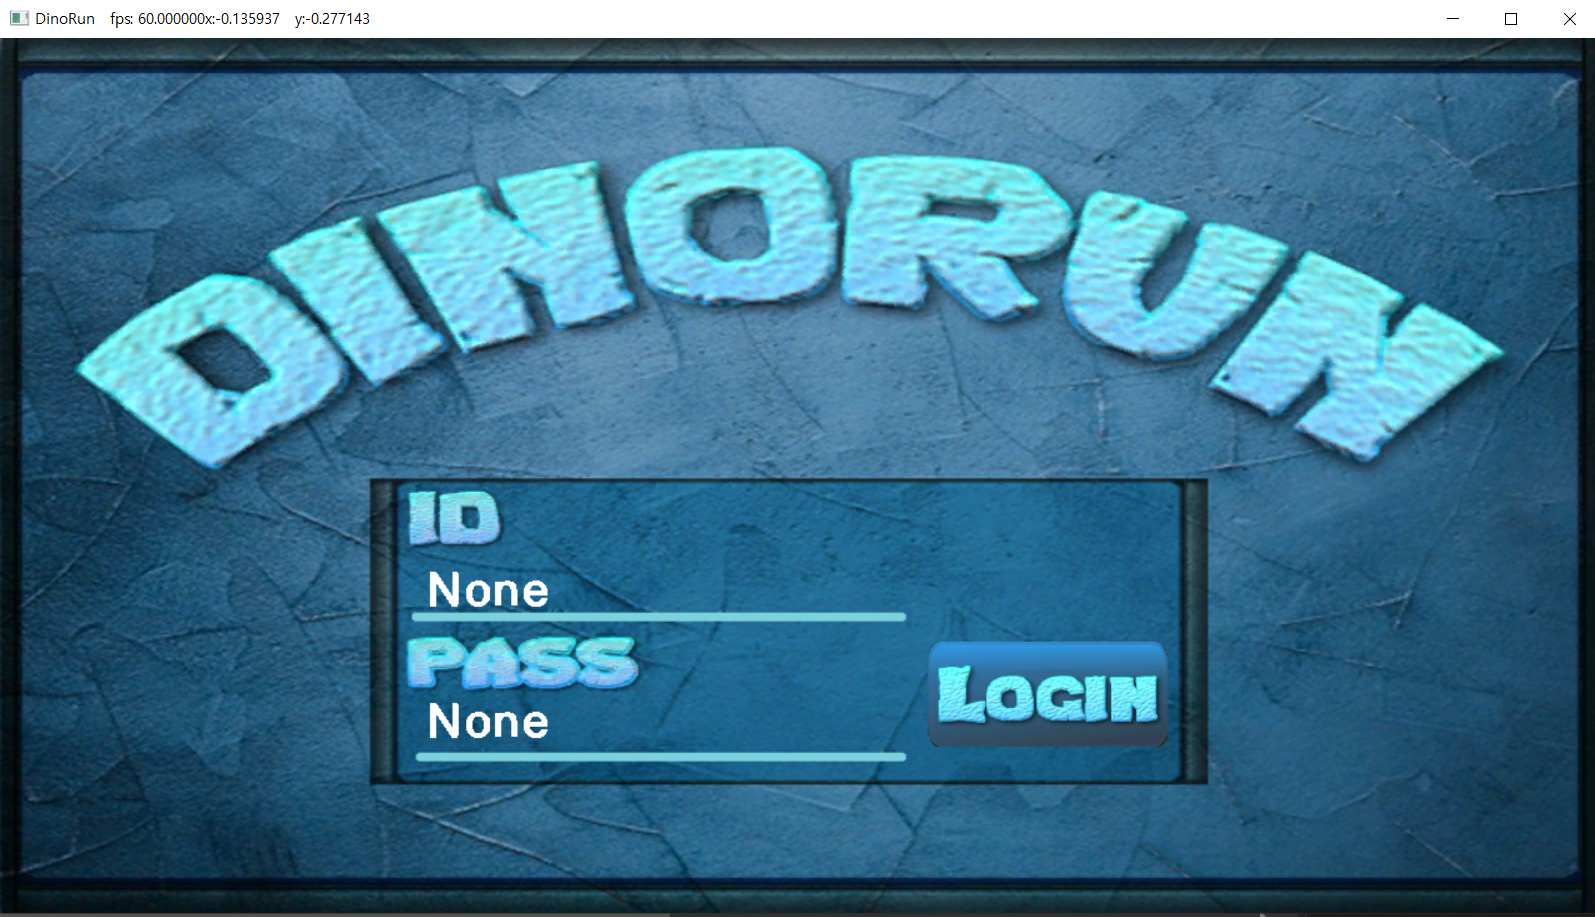 DinoRun fps: 60.000000x:-0.135937 y:-0.277143
DINORUN
ID
None
PASS
None
LOGIN